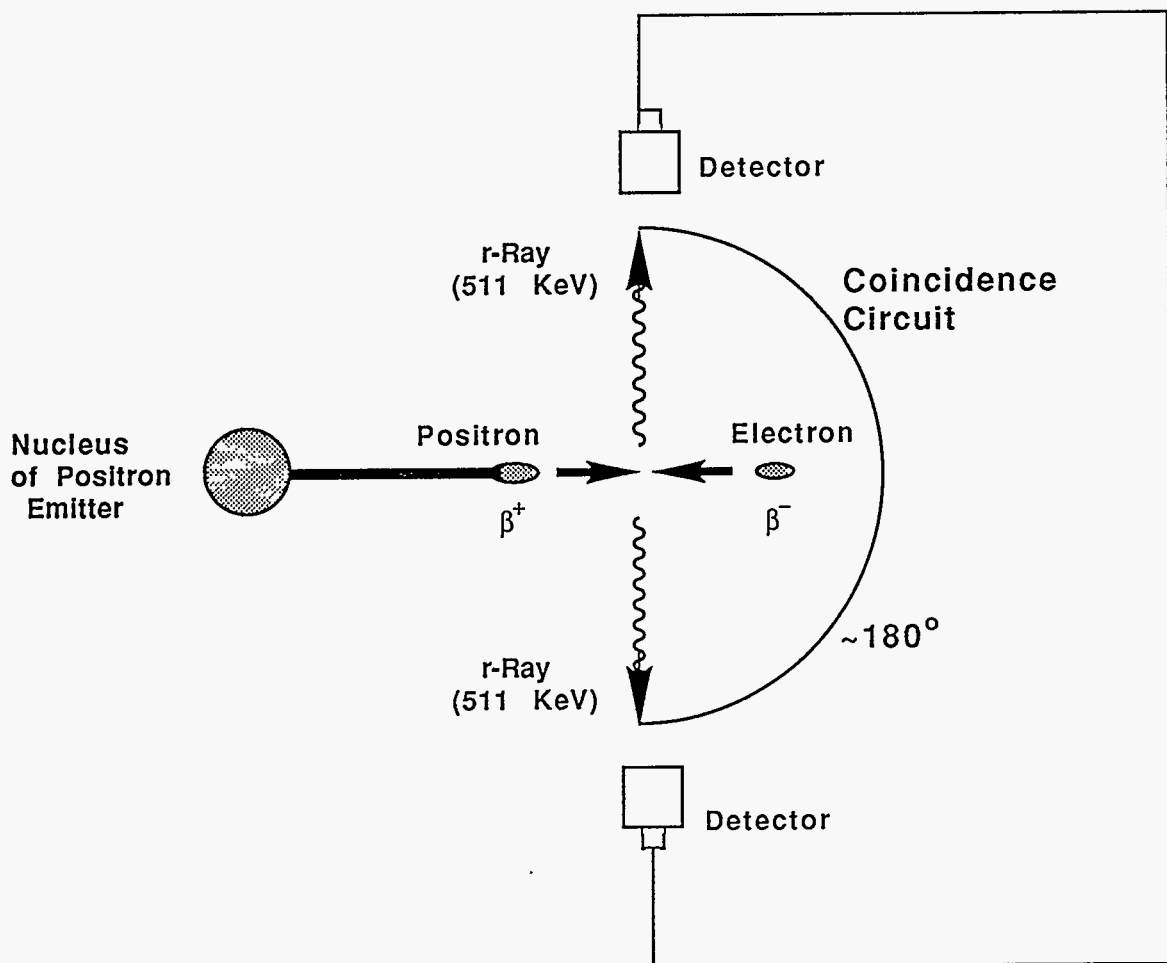 Detector
r-Ray
(511 KeV)
Coincidence
Circuit
Nucleus
of Positron
Emitter
Positron
Electron
β⁺
β⁻
~180°
r-Ray
(511 KeV)
Detector